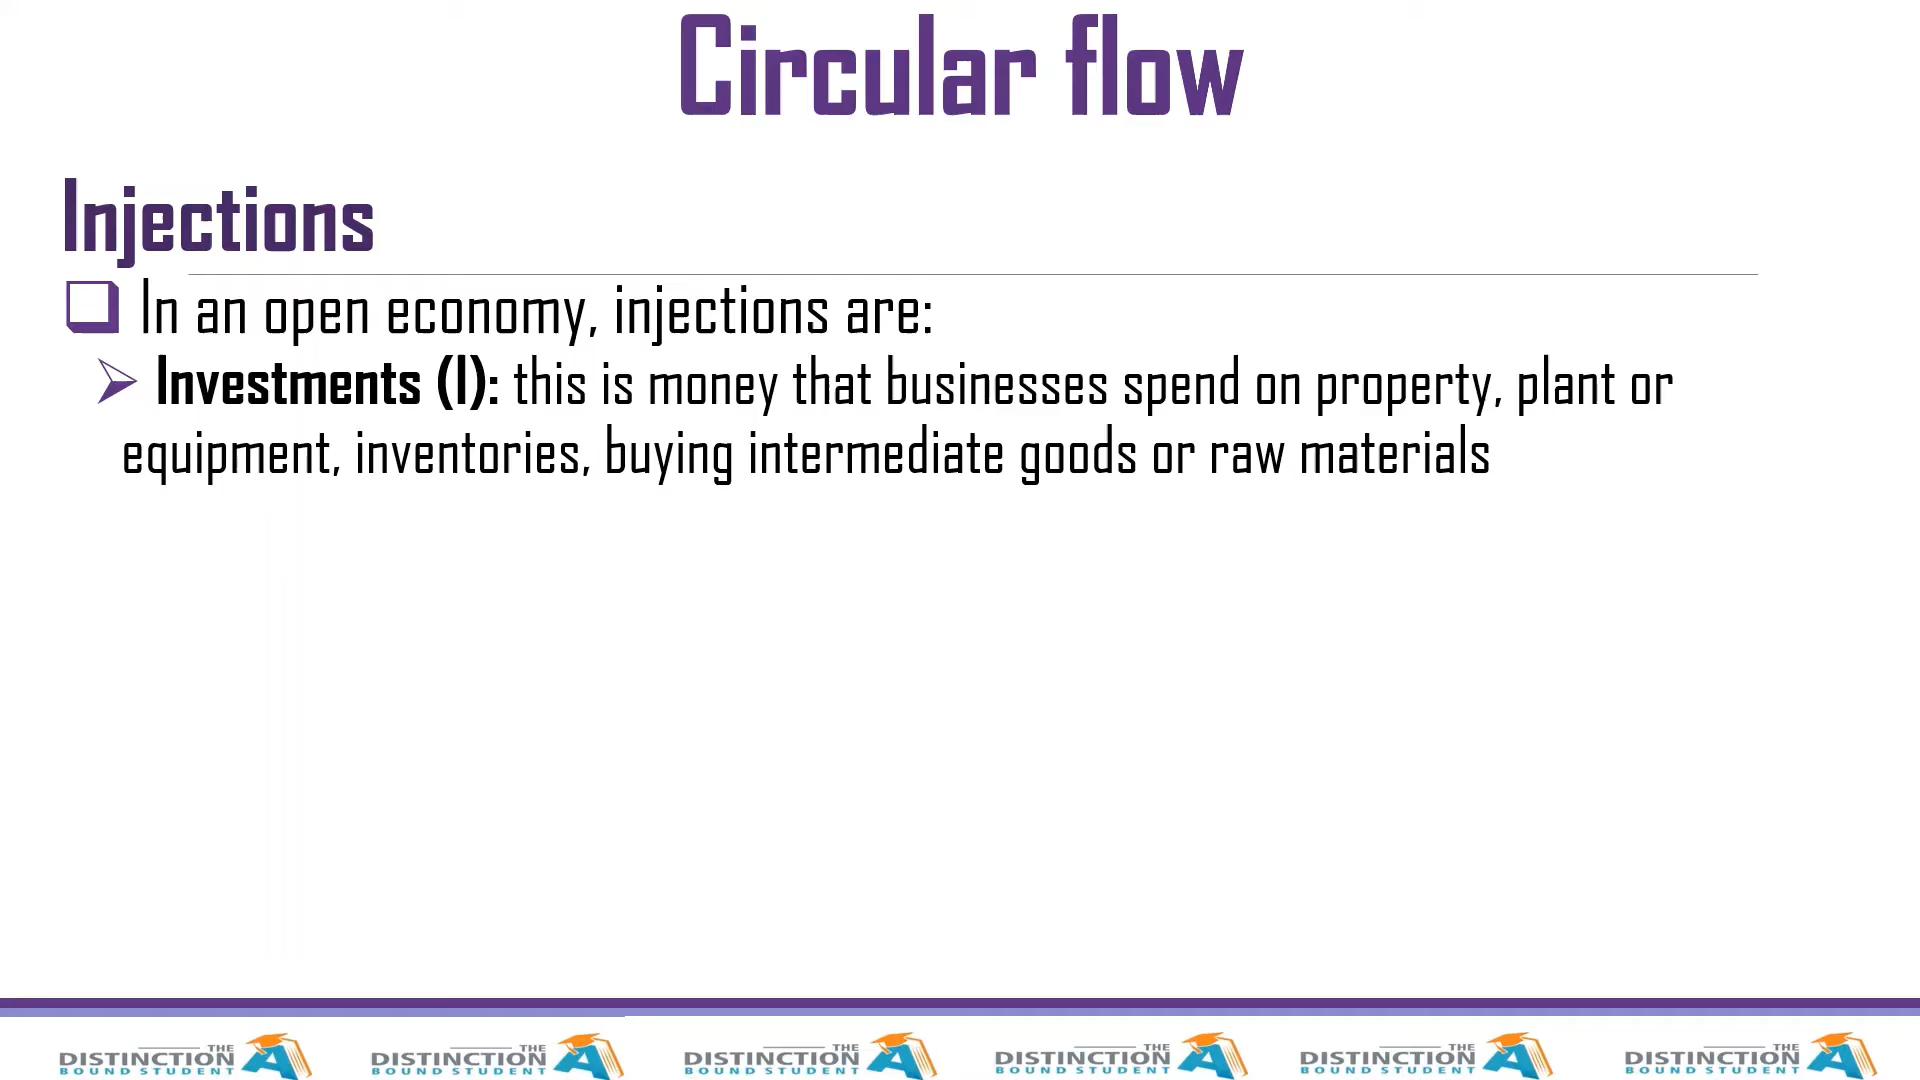 Circular flow
Injections
In an open economy, injections are:
Investments (I): this is money that businesses spend on property, plant or
equipment, inventories, buying intermediate goods or raw materials
THE DISTINCTION BOUND STUDENT
THE DISTINCTION BOUND STUDENT
THE DISTINCTION BOUND STUDENT
THE DISTINCTION BOUND STUDENT
THE DISTINCTION BOUND STUDENT
THE DISTINCTION BOUND STUDENT